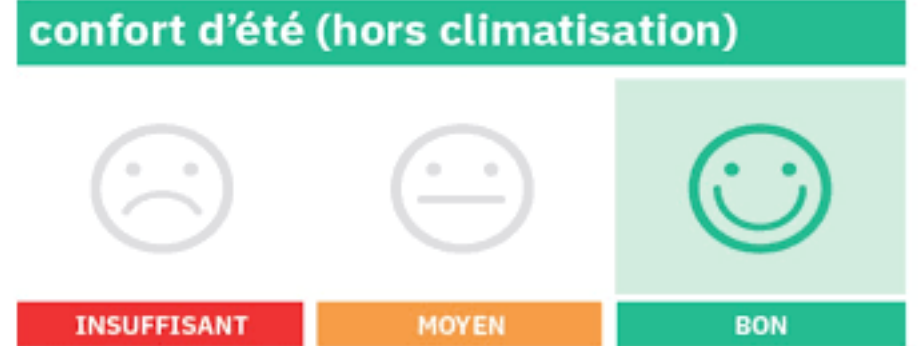 confort d’été (hors climatisation)
INSUFFISANT
MOYEN
BON